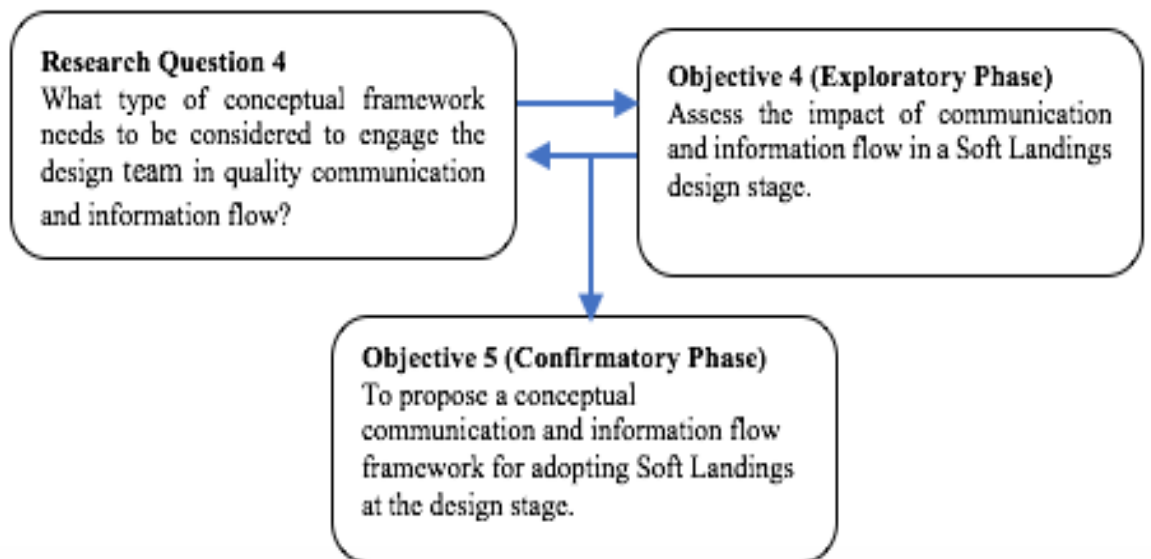 Research Question 4
What type of conceptual framework
needs to be considered to engage the
design team in quality communication
and information flow?
Objective 4 (Exploratory Phase)
Assess the impact of communication
and information flow in a Soft Landings
design stage.
Objective 5 (Confirmatory Phase)
To propose a conceptual
communication and information flow
framework for adopting Soft Landings
at the design stage.